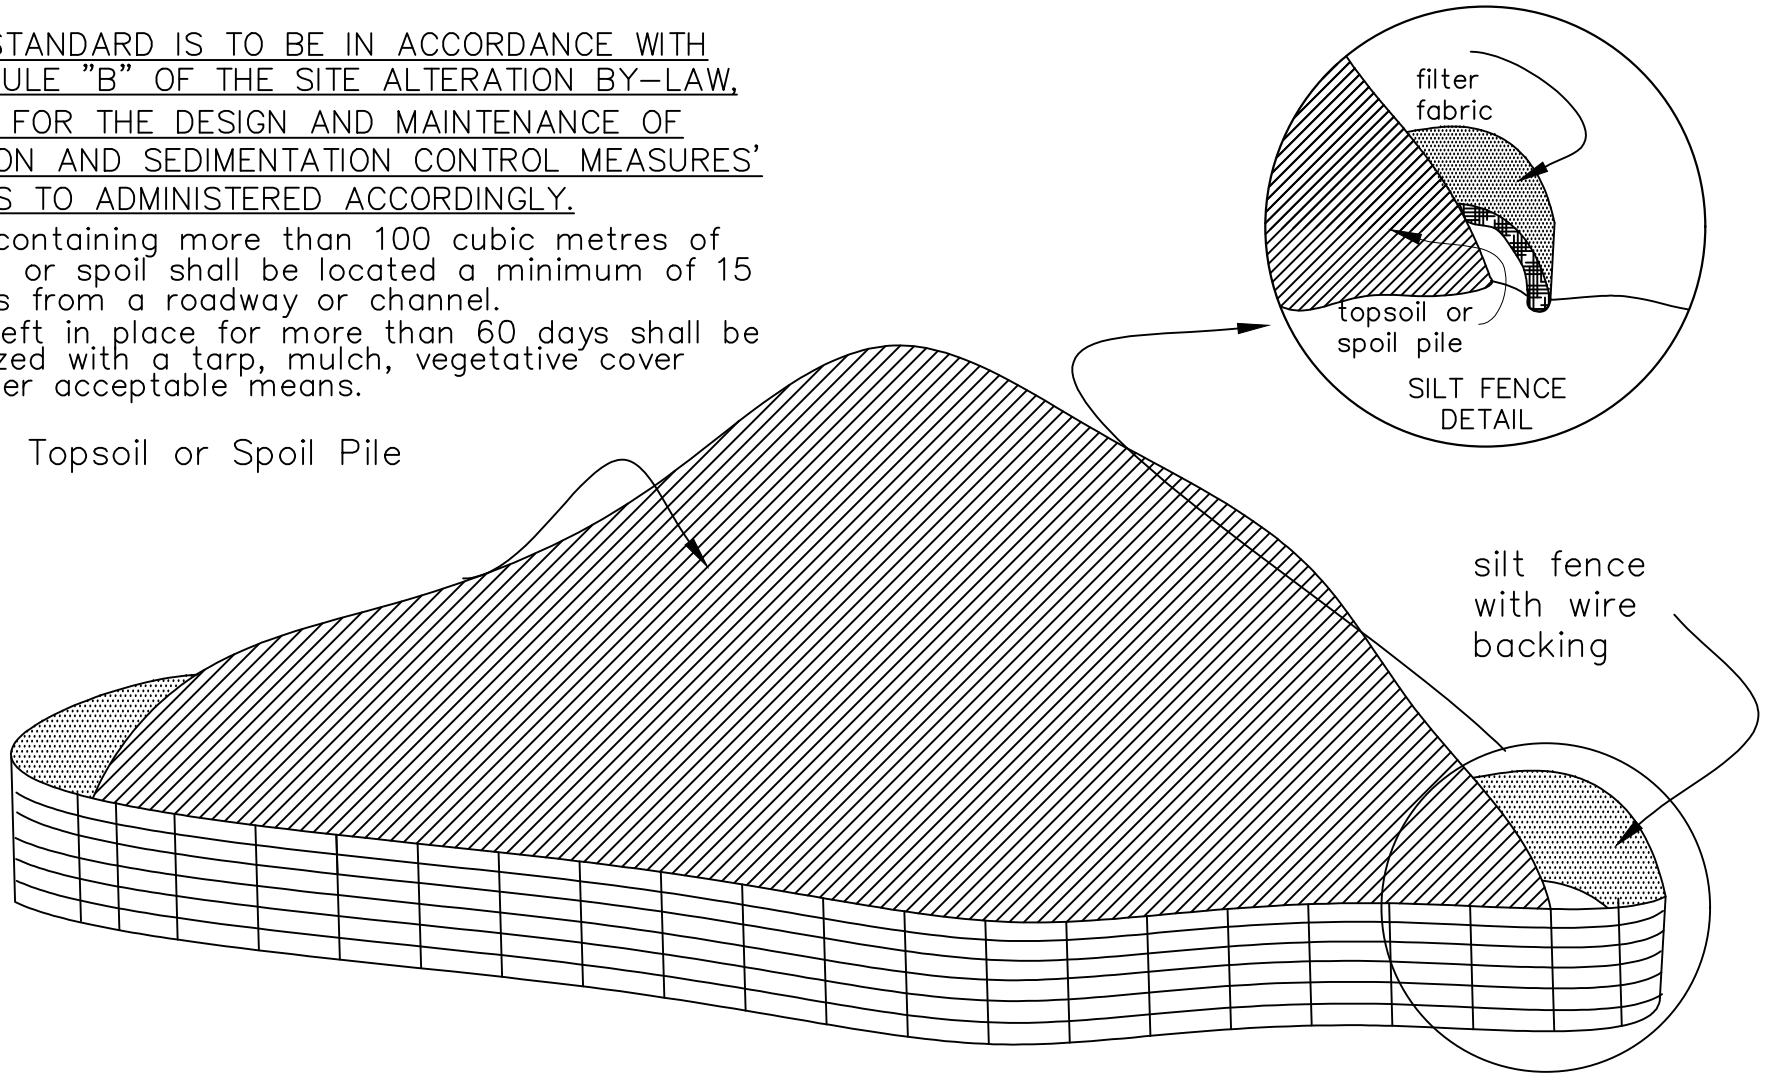 STANDARD IS TO BE IN ACCORDANCE WITH
ULE "B" OF THE SITE ALTERATION BY-LAW,
FOR THE DESIGN AND MAINTENANCE OF
ON AND SEDIMENTATION CONTROL MEASURES'
S TO ADMINISTERED ACCORDINGLY.
containing more than 100 cubic metres of
or spoil shall be located a minimum of 15
s from a roadway or channel.
eft in place for more than 60 days shall be
zed with a tarp, mulch, vegetative cover
er acceptable means.
Topsoil or Spoil Pile
filter
fabric
topsoil or
spoil pile
SILT FENCE
DETAIL
silt fence
with wire
backing